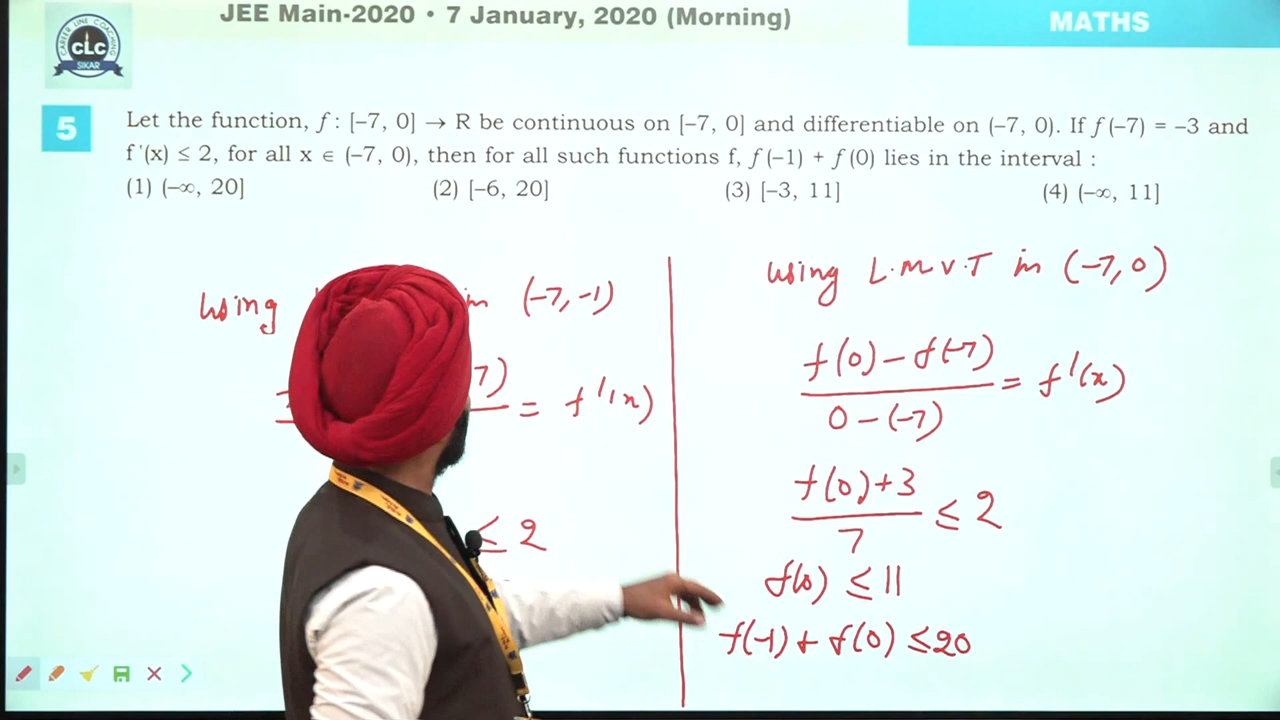 JEE Main-2020 • 7 January, 2020 (Morning)
MATHS
CAREER LINE COACHING
CLC
SIKAR
5
Let the function, f : [–7, 0] → R be continuous on [–7, 0] and differentiable on (–7, 0). If f (–7) = –3 and
f '(x) ≤ 2, for all x ∈ (–7, 0), then for all such functions f, f (–1) + f (0) lies in the interval :
(1) (–∞, 20] (2) [–6, 20] (3) [–3, 11] (4) (–∞, 11]
using in (-7, -1)
7) = f'(x)
≤ 2
using L.M.V.T in (-7, 0)
f(0) - f(-7)
0 - (-7)
= f'(x)
f(0)+3
7
≤ 2
f(0) ≤ 11
f(-1) + f(0) ≤ 20